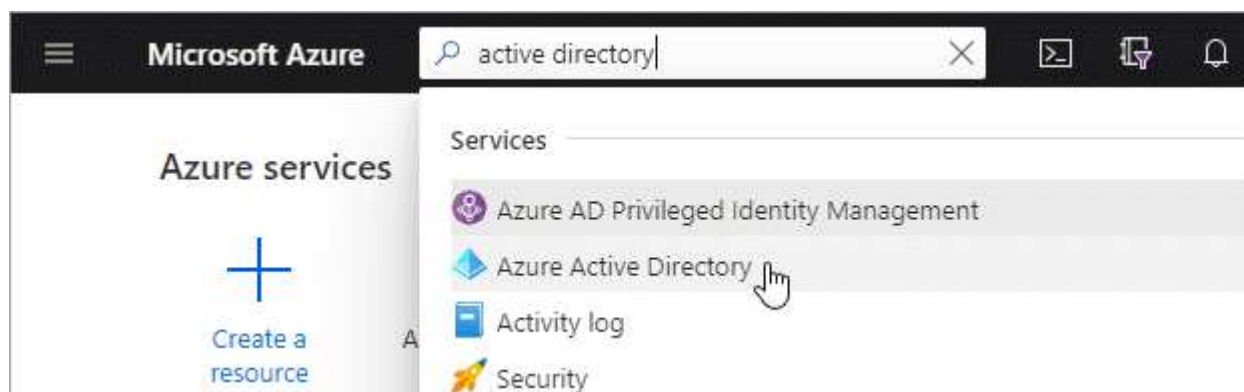 Microsoft Azure
active directory
Azure services
Services
Azure AD Privileged Identity Management
Azure Active Directory
Activity log
Security
Create a
resource
A